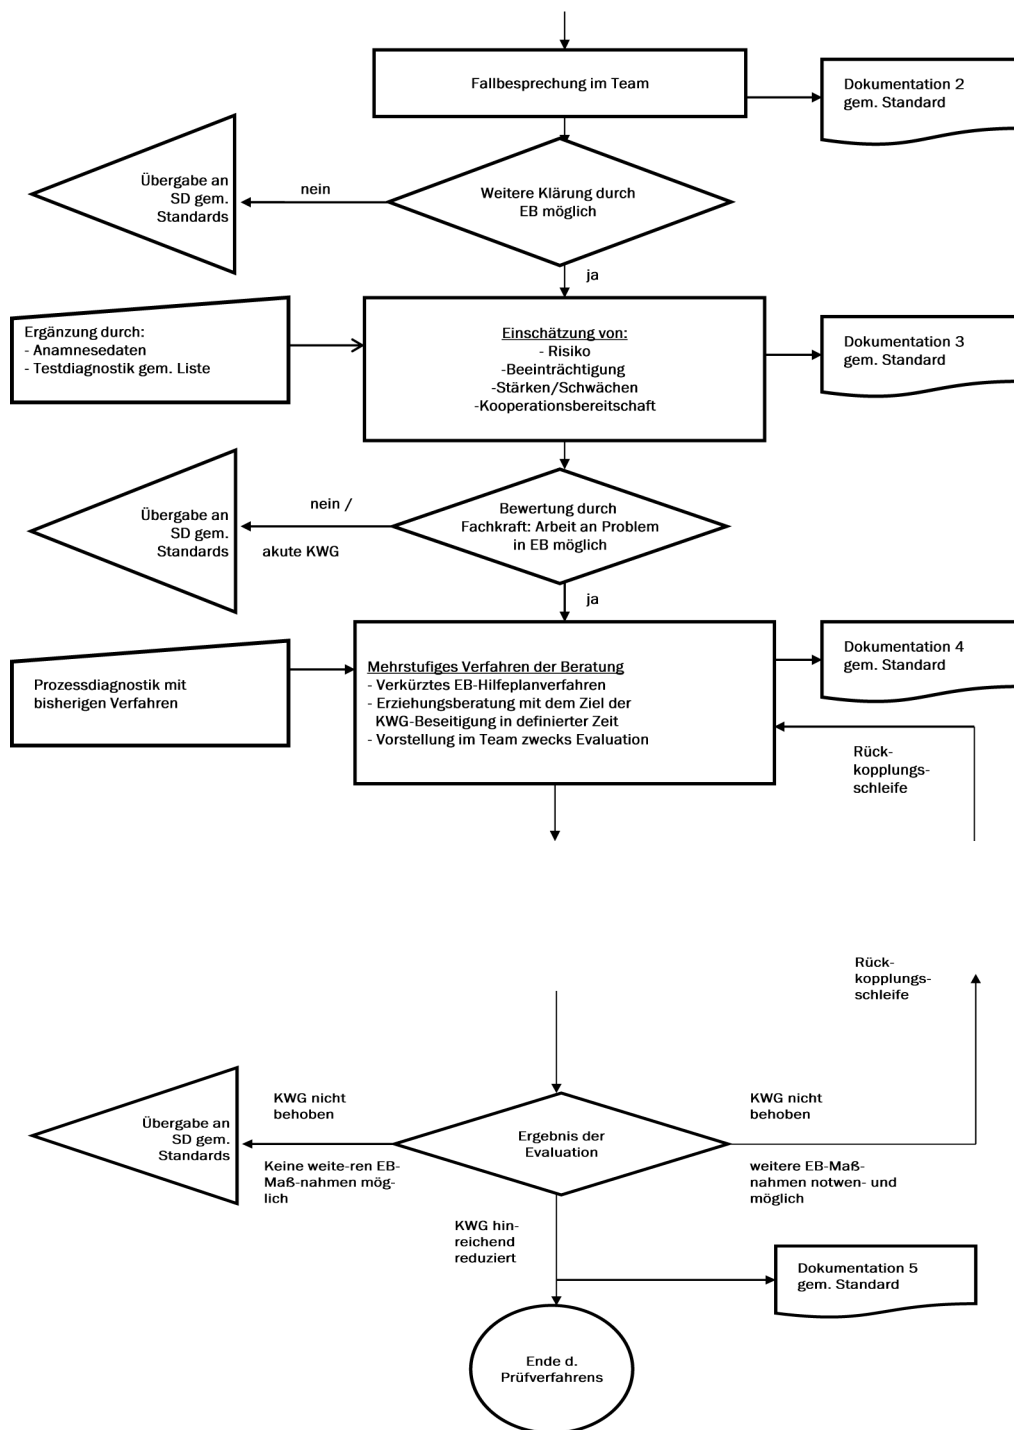 Fallbesprechung im Team
Dokumentation 2
gem. Standard
Übergabe an
SD gem.
Standards
nein
Weitere Klärung durch
EB möglich
ja
Ergänzung durch:
- Anamnesedaten
- Testdiagnostik gem. Liste
Einschätzung von:
- Risiko
-Beeinträchtigung
-Stärken/Schwächen
-Kooperationsbereitschaft
Dokumentation 3
gem. Standard
Übergabe an
SD gem.
Standards
nein /
akute KWG
Bewertung durch
Fachkraft: Arbeit an Problem
in EB möglich
ja
Prozessdiagnostik mit
bisherigen Verfahren
Mehrstufiges Verfahren der Beratung
- Verkürztes EB-Hilfeplanverfahren
- Erziehungsberatung mit dem Ziel der
KWG-Beseitigung in definierter Zeit
- Vorstellung im Team zwecks Evaluation
Dokumentation 4
gem. Standard
Rück-
kopplungs-
schleife
Rück-
kopplungs-
schleife
Übergabe an
SD gem.
Standards
KWG nicht
behoben
Keine weite-ren EB-
Maß-nahmen mög-
lich
Ergebnis der
Evaluation
KWG nicht
behoben
weitere EB-Maß-
nahmen notwen- und
möglich
KWG hin-
reichend
reduziert
Dokumentation 5
gem. Standard
Ende d.
Prüfverfahrens